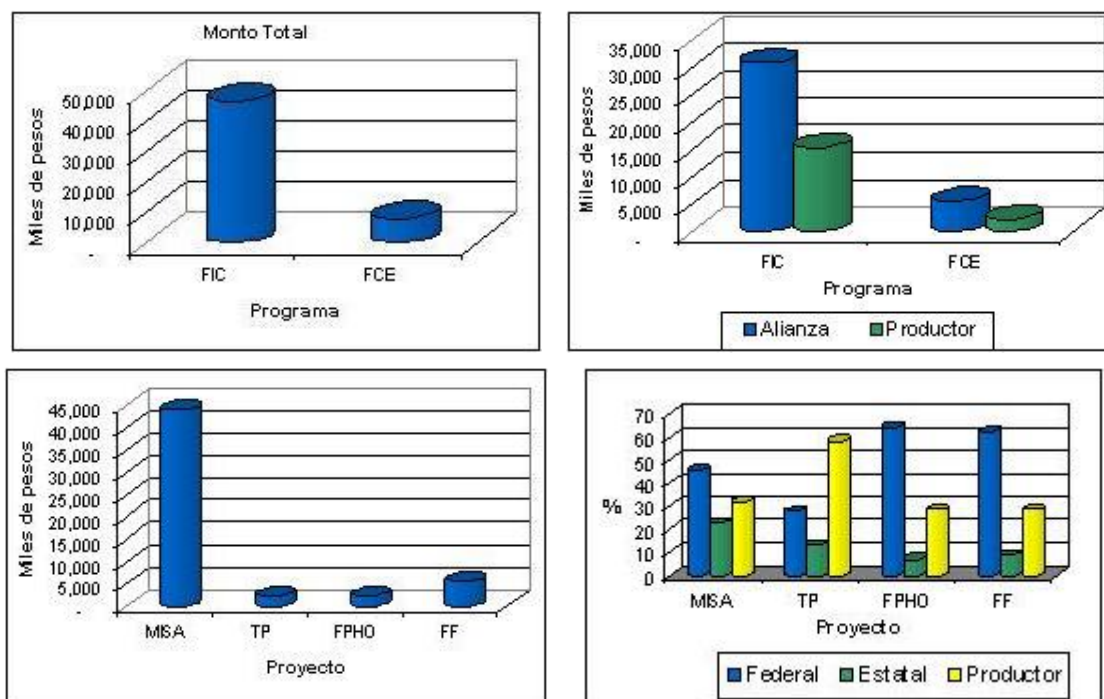 Monto Total
Miles de pesos
50,000
40,000
30,000
20,000
10,000
-
FIC FCE
Programa
Miles de pesos
35,000
30,000
25,000
20,000
15,000
10,000
5,000
-
FIC FCE
Programa
Alianza Productor
Miles de pesos
45,000
40,000
35,000
30,000
25,000
20,000
15,000
10,000
5,000
-
MISA TP FPHO FF
Proyecto
%
70
60
50
40
30
20
10
0
MISA TP FPHO FF
Proyecto
Federal Estatal Productor